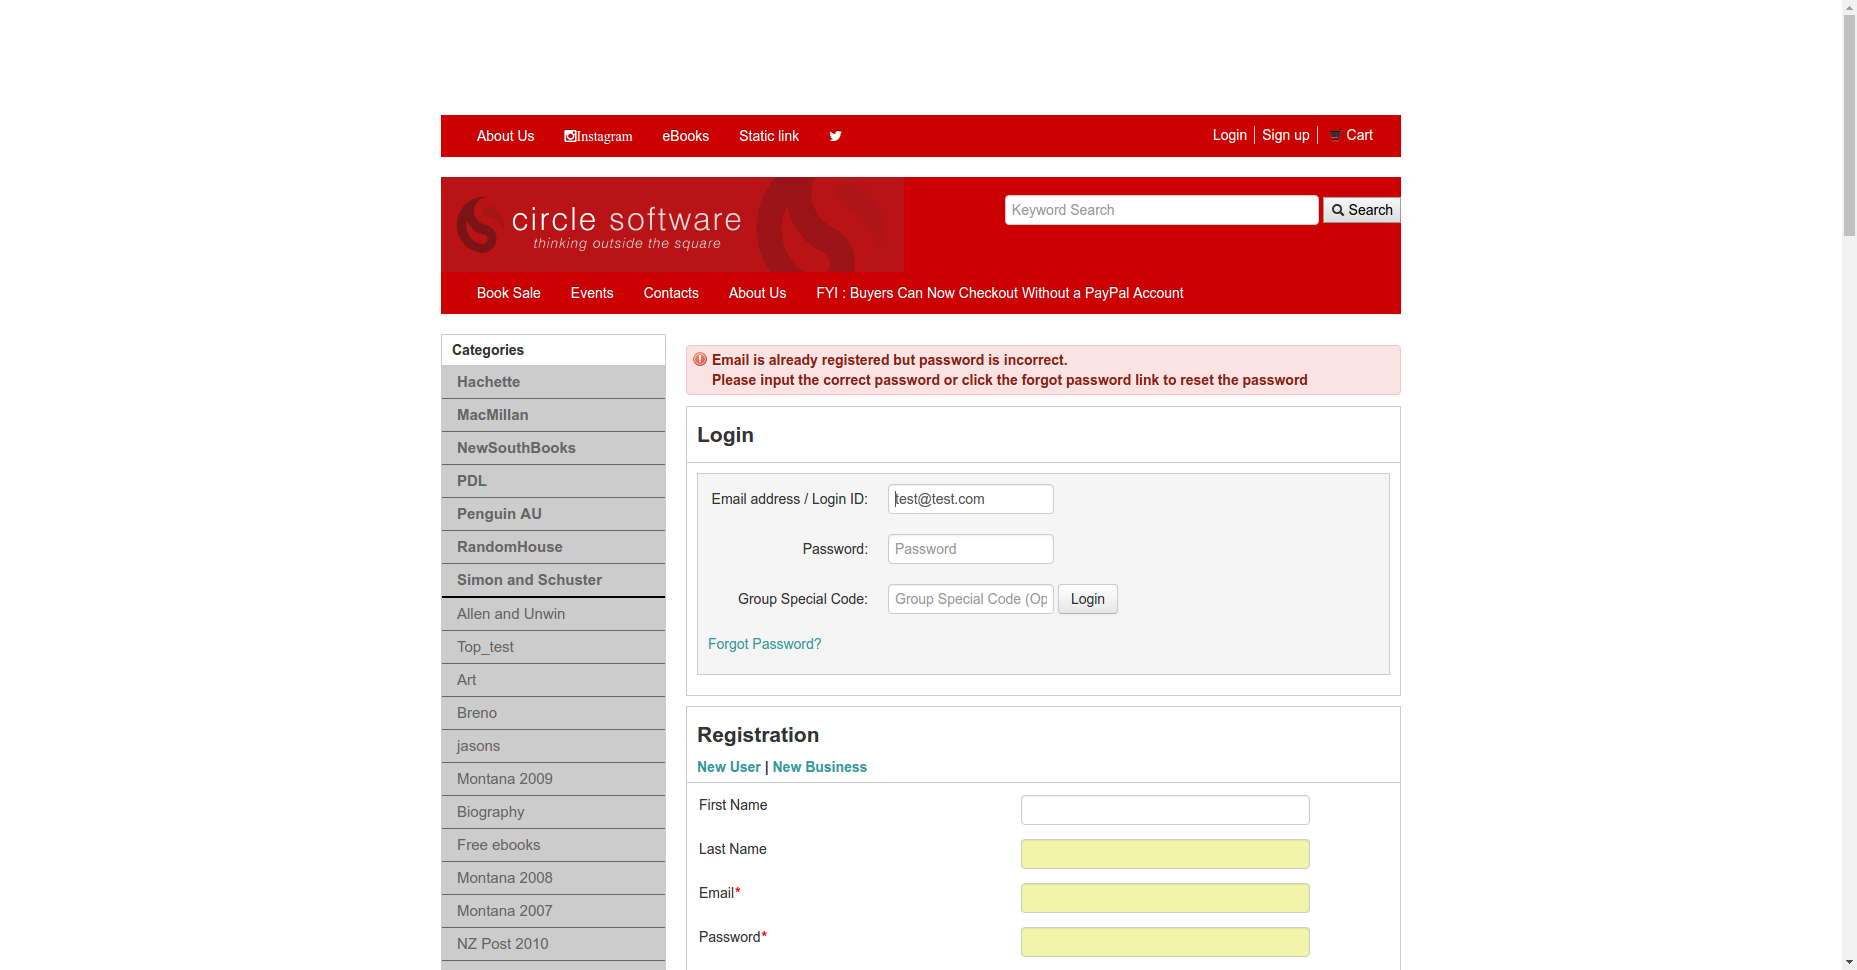 About Us Instagram eBooks Static link Login Sign up Cart
circle software
thinking outside the square
Keyword Search Search
Book Sale Events Contacts About Us FYI : Buyers Can Now Checkout Without a PayPal Account
Categories
Hachette
MacMillan
NewSouthBooks
PDL
Penguin AU
RandomHouse
Simon and Schuster
Allen and Unwin
Top_test
Art
Breno
jasons
Montana 2009
Biography
Free ebooks
Montana 2008
Montana 2007
NZ Post 2010
Email is already registered but password is incorrect.
Please input the correct password or click the forgot password link to reset the password
Login
Email address / Login ID: test@test.com
Password: Password
Group Special Code: Group Special Code (Op Login
Forgot Password?
Registration
New User | New Business
First Name
Last Name
Email*
Password*